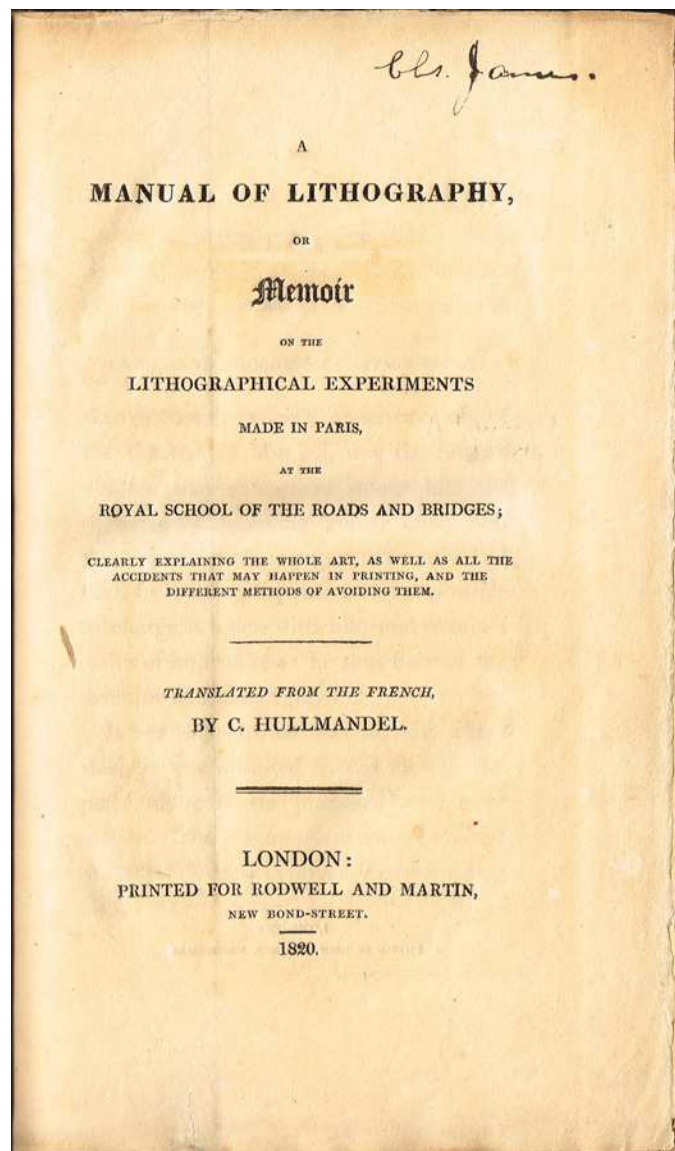 Chs. James.
A
MANUAL OF LITHOGRAPHY,
OR
Memoir
ON THE
LITHOGRAPHICAL EXPERIMENTS
MADE IN PARIS,
AT THE
ROYAL SCHOOL OF THE ROADS AND BRIDGES;
CLEARLY EXPLAINING THE WHOLE ART, AS WELL AS ALL THE
ACCIDENTS THAT MAY HAPPEN IN PRINTING, AND THE
DIFFERENT METHODS OF AVOIDING THEM.
TRANSLATED FROM THE FRENCH,
BY C. HULLMANDEL.
LONDON:
PRINTED FOR RODWELL AND MARTIN,
NEW BOND-STREET.
1820.